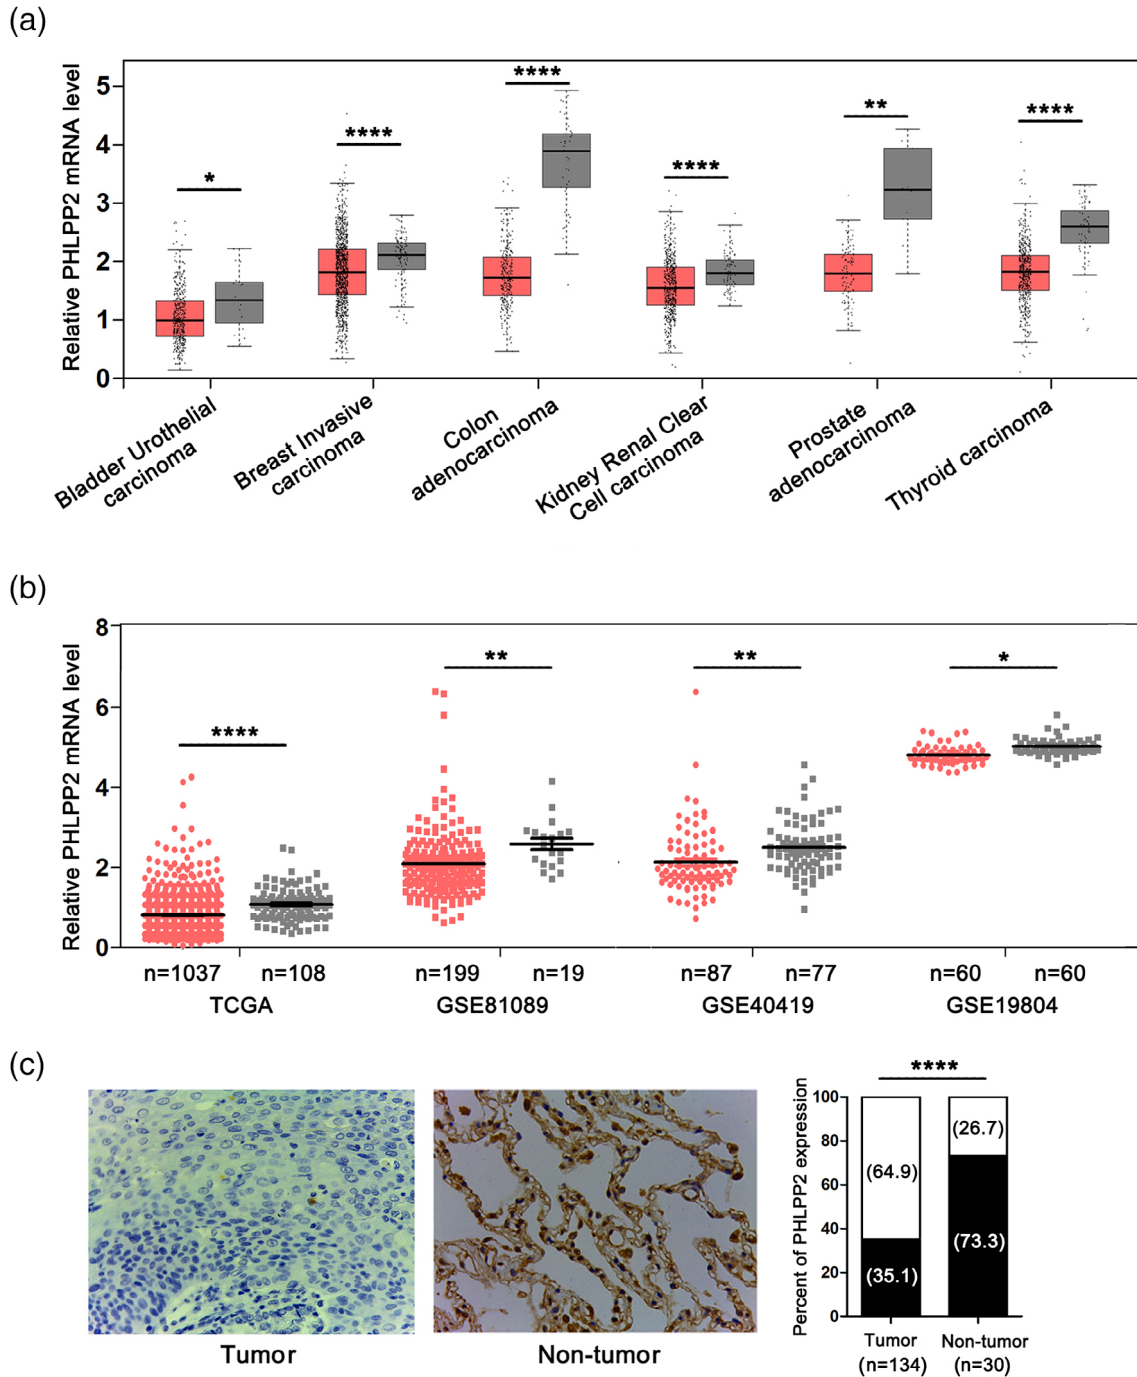 (a)
Relative PHLPP2 mRNA level
5
4
3
2
1
0
*
****
****
****
**
****
Bladder Urothelial
carcinoma
Breast Invasive
carcinoma
Colon
adenocarcinoma
Kidney Renal Clear
Cell carcinoma
Prostate
adenocarcinoma
Thyroid carcinoma
(b)
Relative PHLPP2 mRNA level
8
6
4
2
0
****
**
**
*
n=1037 n=108 n=199 n=19 n=87 n=77 n=60 n=60
TCGA GSE81089 GSE40419 GSE19804
(c)
Tumor
Non-tumor
Percent of PHLPP2 expression
100
80
60
40
20
0
****
(64.9)
(35.1)
(26.7)
(73.3)
Tumor
(n=134)
Non-tumor
(n=30)